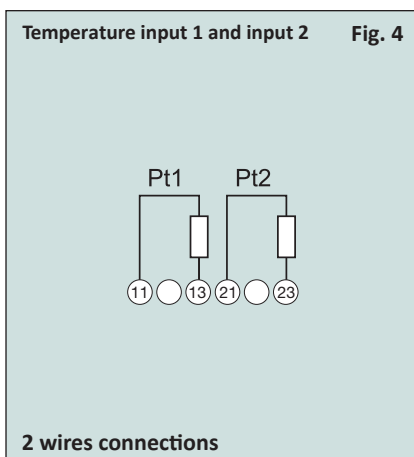 Temperature input 1 and input 2 Fig. 4
Pt1 Pt2
11 13 21 23
2 wires connections